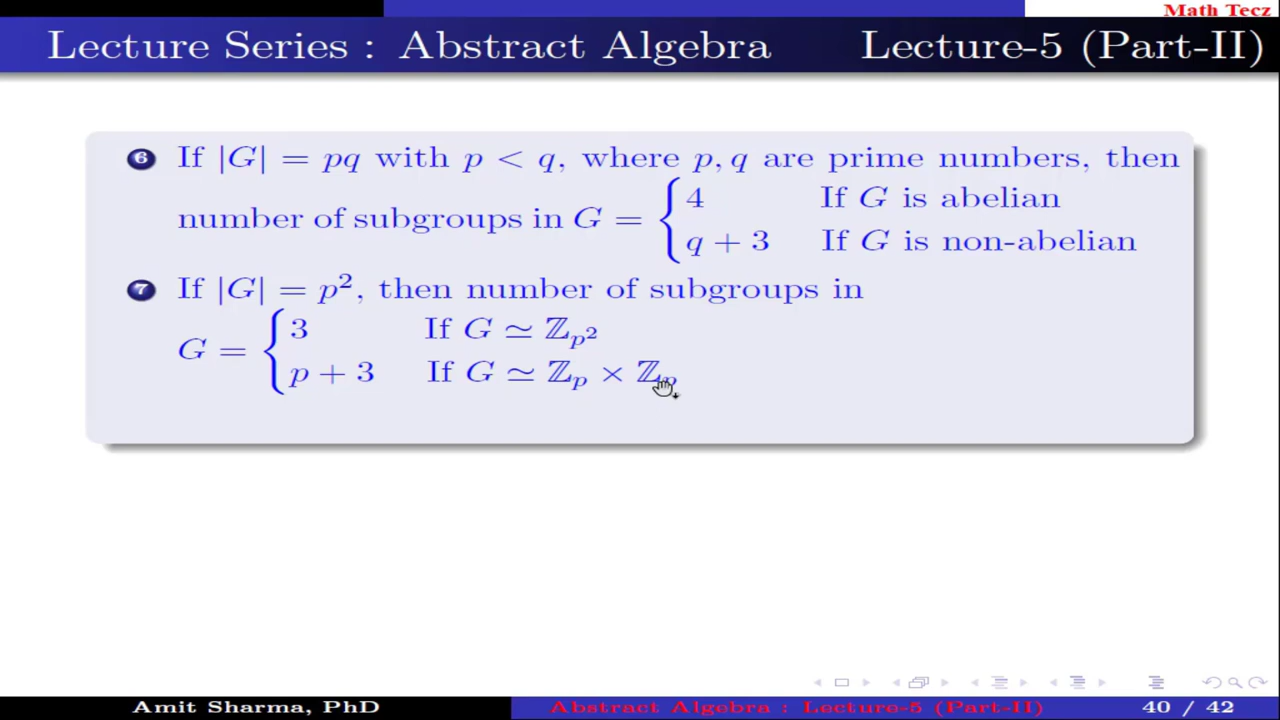 Math Tecz
Lecture Series : Abstract Algebra Lecture-5 (Part-II)
6 If |G| = pq with p < q, where p, q are prime numbers, then
number of subgroups in G = { 4 If G is abelian
q + 3 If G is non-abelian
7 If |G| = p², then number of subgroups in
G = { 3 If G ≃ ℤ_{p²}
p + 3 If G ≃ ℤ_p × ℤ_p
Amit Sharma, PhD Abstract Algebra : Lecture-5 (Part-II) 40 / 42